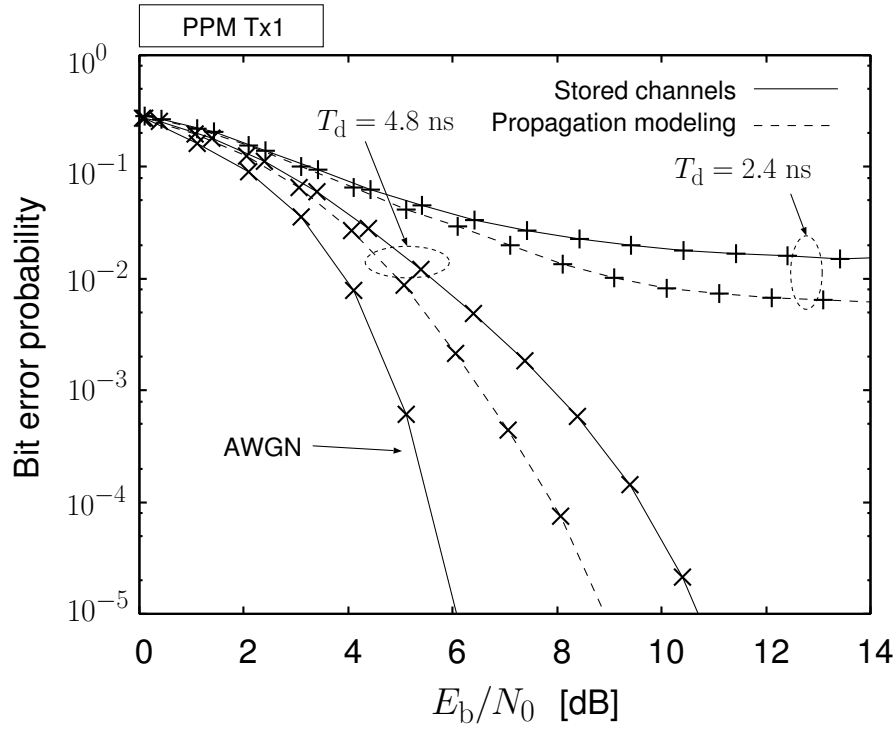 PPM Tx1
10^0
10^-1
10^-2
10^-3
10^-4
10^-5
Bit error probability
Stored channels
Propagation modeling
T_d = 4.8 ns
T_d = 2.4 ns
AWGN
0 2 4 6 8 10 12 14
E_b/N_0 [dB]